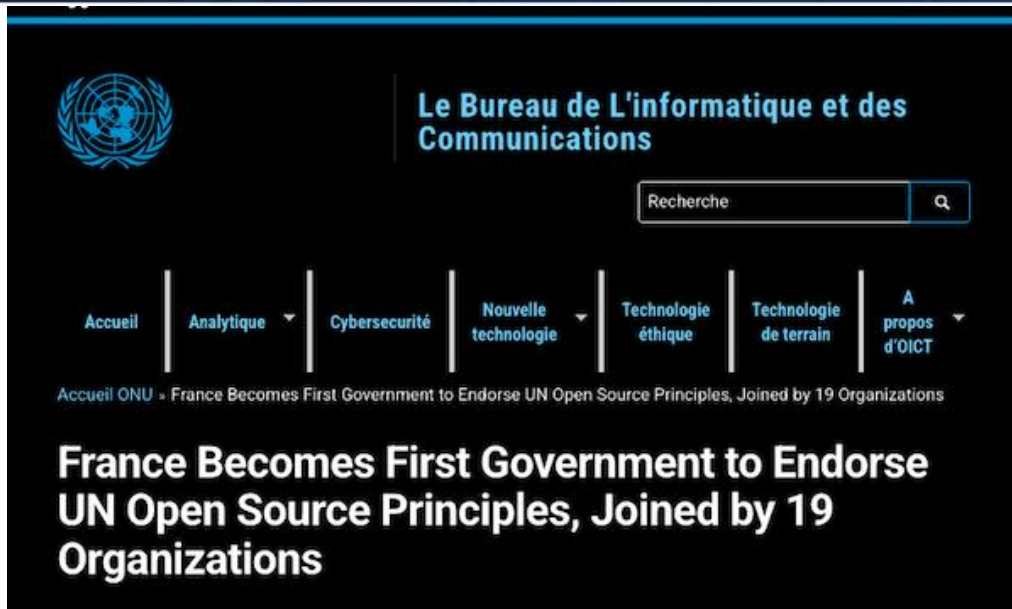 Le Bureau de L'informatique et des
Communications
Recherche
Accueil
Analytique
Cybersecurité
Nouvelle
technologie
Technologie
éthique
Technologie
de terrain
A
propos
d'OICT
Accueil ONU » France Becomes First Government to Endorse UN Open Source Principles, Joined by 19 Organizations
France Becomes First Government to Endorse
UN Open Source Principles, Joined by 19
Organizations